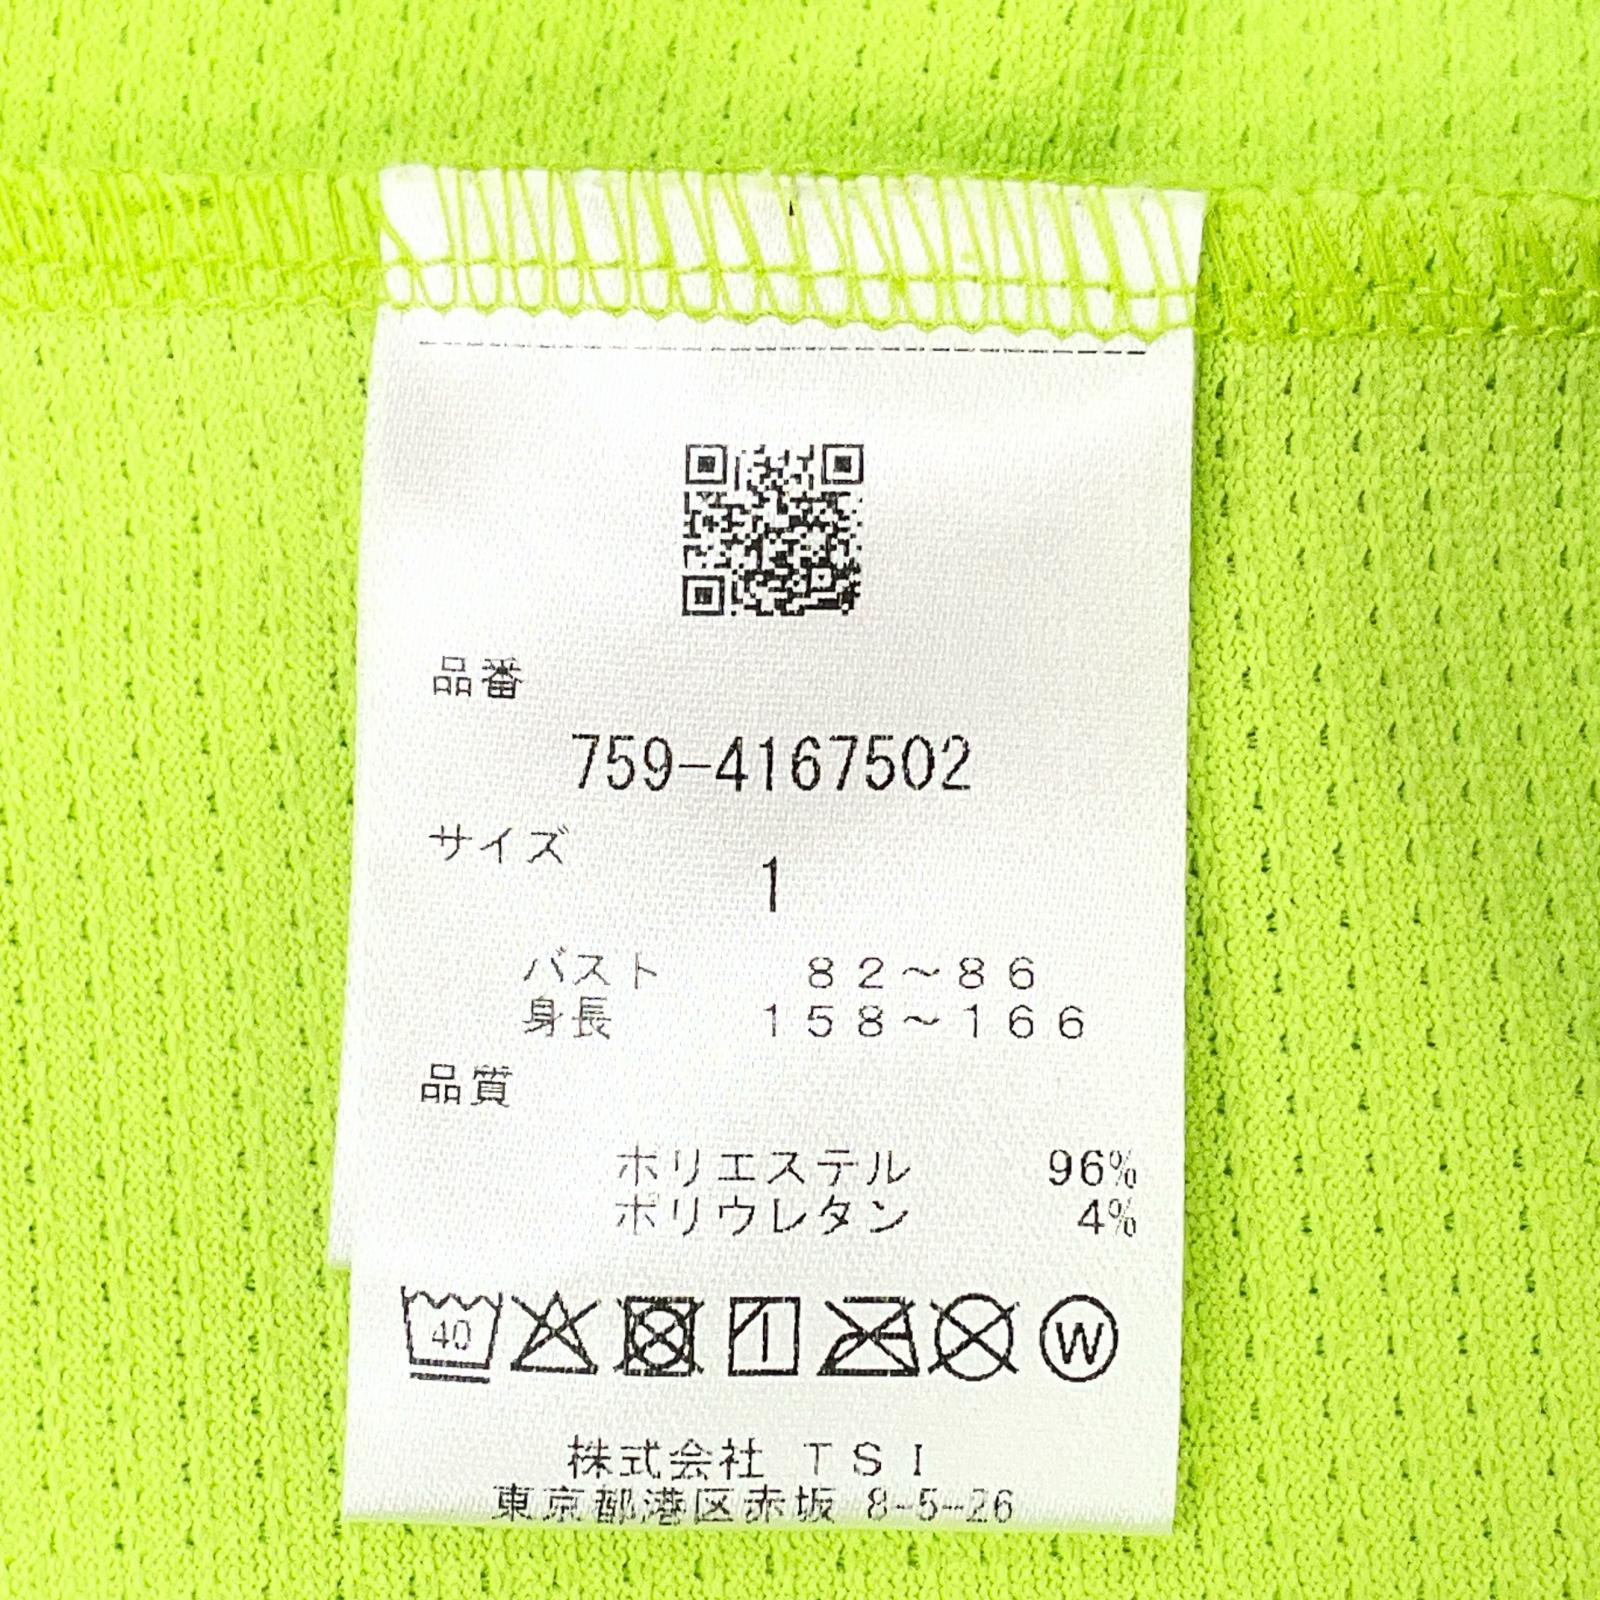 品番
759-4167502
サイズ
1
バスト 82～86
身長 158～166
品質
ポリエステル 96%
ポリウレタン 4%
40
W
株式会社 TSI
東京都港区赤坂 8-5-26